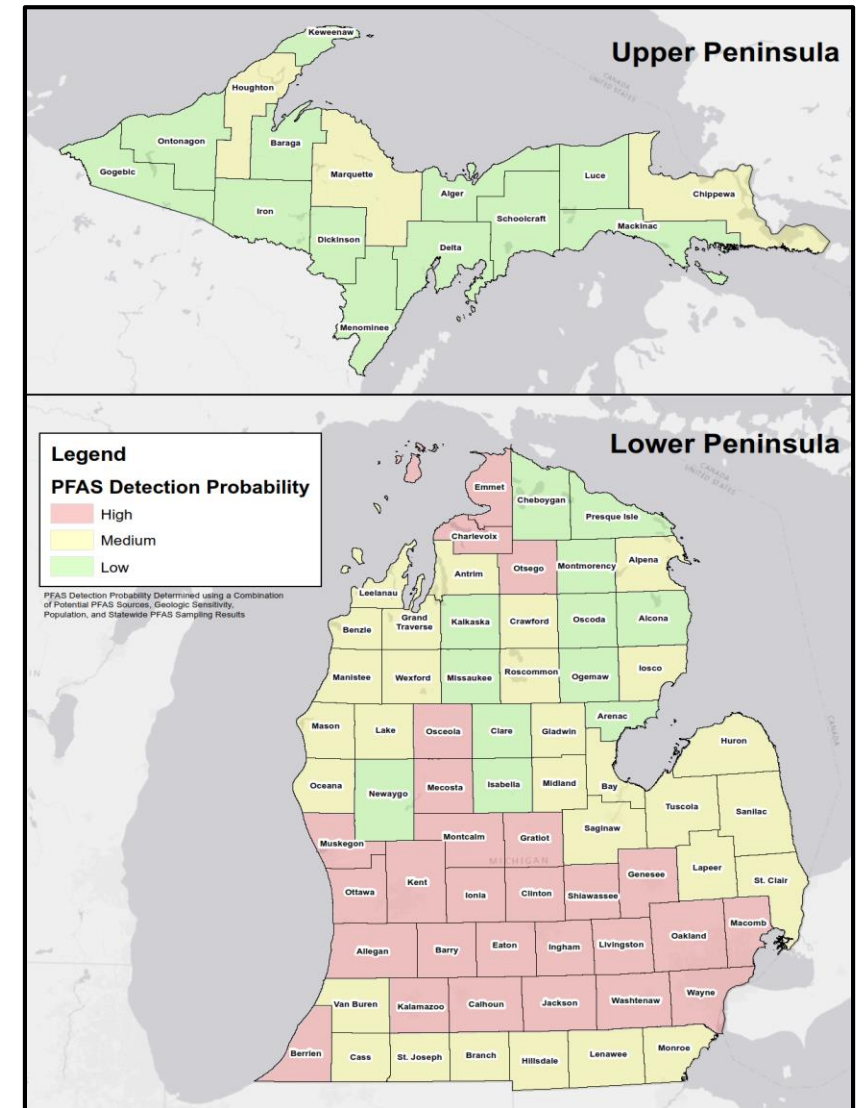 Upper Peninsula
CANADA
UNITED STATES
Keweenaw
Houghton
Ontonagon
Baraga
Gogebic
Marquette
Alger
Luce
Chippewa
Iron
Schoolcraft
Mackinac
Dickinson
Delta
Menominee
Lower Peninsula
CANADA
UNITED STATES
Legend
PFAS Detection Probability
High
Medium
Low
PFAS Detection Probability Determined using a Combination
of Potential PFAS Sources, Geologic Sensitivity,
Population, and Statewide PFAS Sampling Results
Emmet
Cheboygan
Presque Isle
Charlevoix
Antrim
Otsego
Montmorency
Alpena
Leelanau
Benzie
Grand
Traverse
Kalkaska
Crawford
Oscoda
Alcona
Manistee
Wexford
Missaukee
Roscommon
Ogemaw
Iosco
Arenac
Mason
Lake
Osceola
Clare
Gladwin
Huron
Oceana
Newaygo
Mecosta
Isabella
Midland
Bay
Tuscola
Sanilac
Saginaw
Muskegon
Montcalm
Gratiot
MICHIGAN
Lapeer
St. Clair
Genesee
Ottawa
Kent
Ionia
Clinton
Shiawassee
Oakland
Macomb
Allegan
Barry
Eaton
Ingham
Livingston
Van Buren
Kalamazoo
Calhoun
Jackson
Washtenaw
Wayne
Berrien
Cass
St. Joseph
Branch
Hillsdale
Lenawee
Monroe